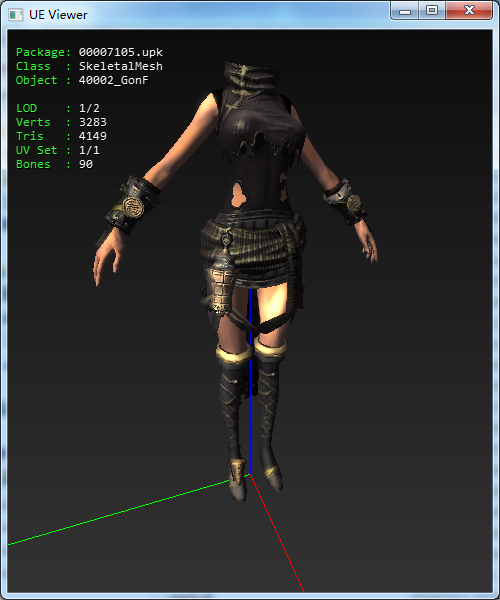 UE Viewer
Package: 00007105.upk
Class : SkeletalMesh
Object : 40002_GonF
LOD : 1/2
Verts : 3283
Tris : 4149
UV Set : 1/1
Bones : 90